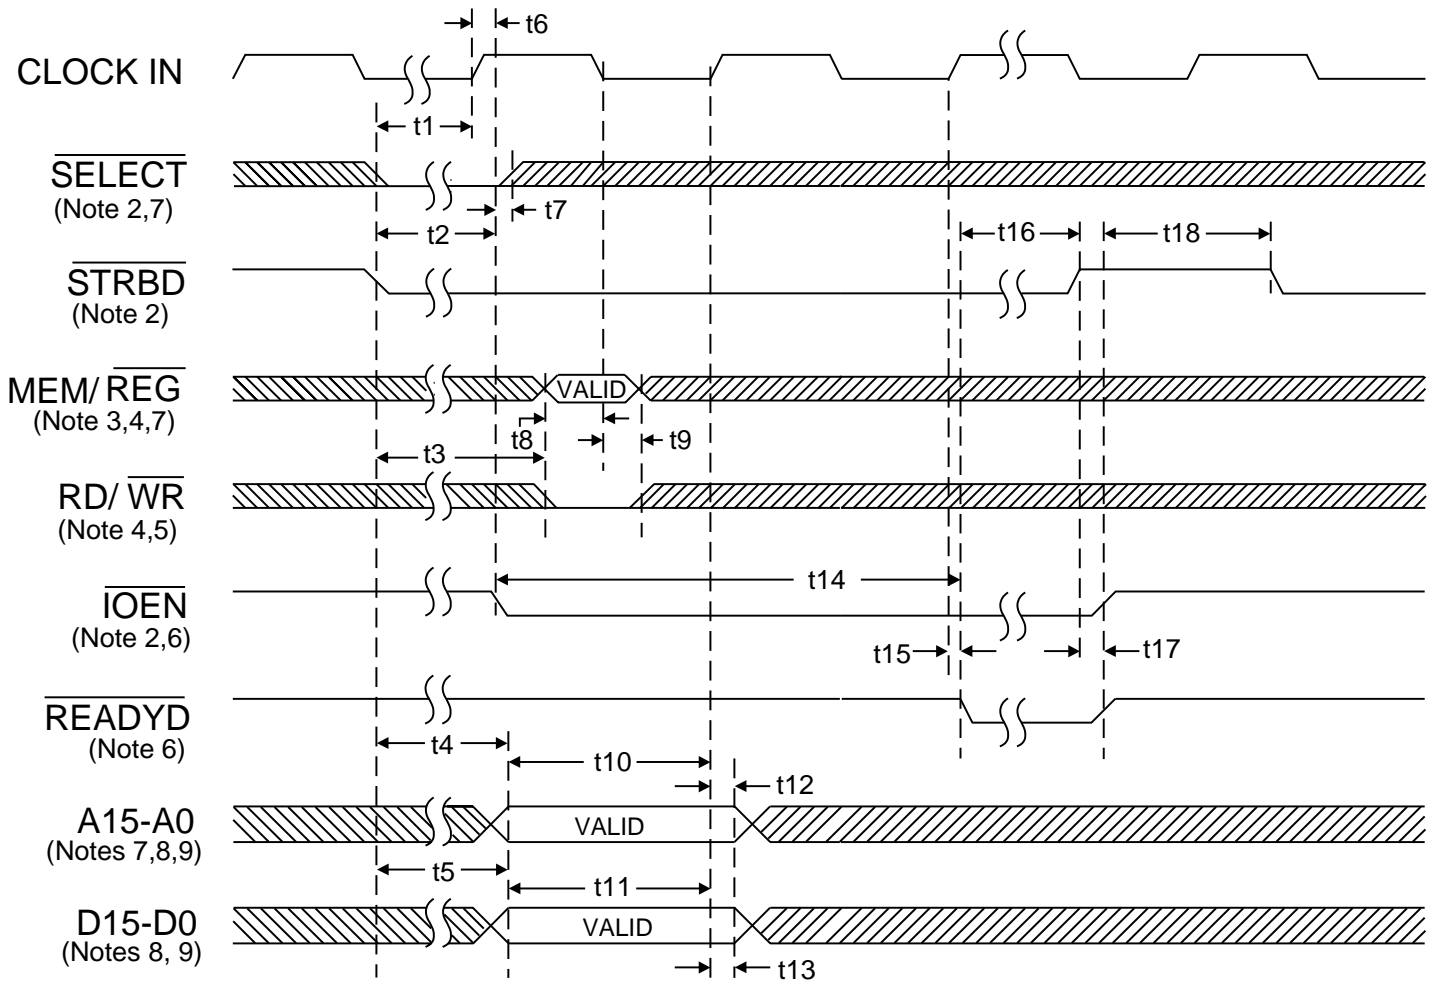 t6
CLOCK IN
t1
SELECT
(Note 2,7)
t7
t2
t16
t18
STRBD
(Note 2)
MEM/ REG
(Note 3,4,7)
VALID
t8
t9
t3
RD/ WR
(Note 4,5)
t14
IOEN
(Note 2,6)
t15
t17
READYD
(Note 6)
t4
t10
t12
A15-A0
(Notes 7,8,9)
VALID
t5
t11
D15-D0
(Notes 8, 9)
VALID
t13